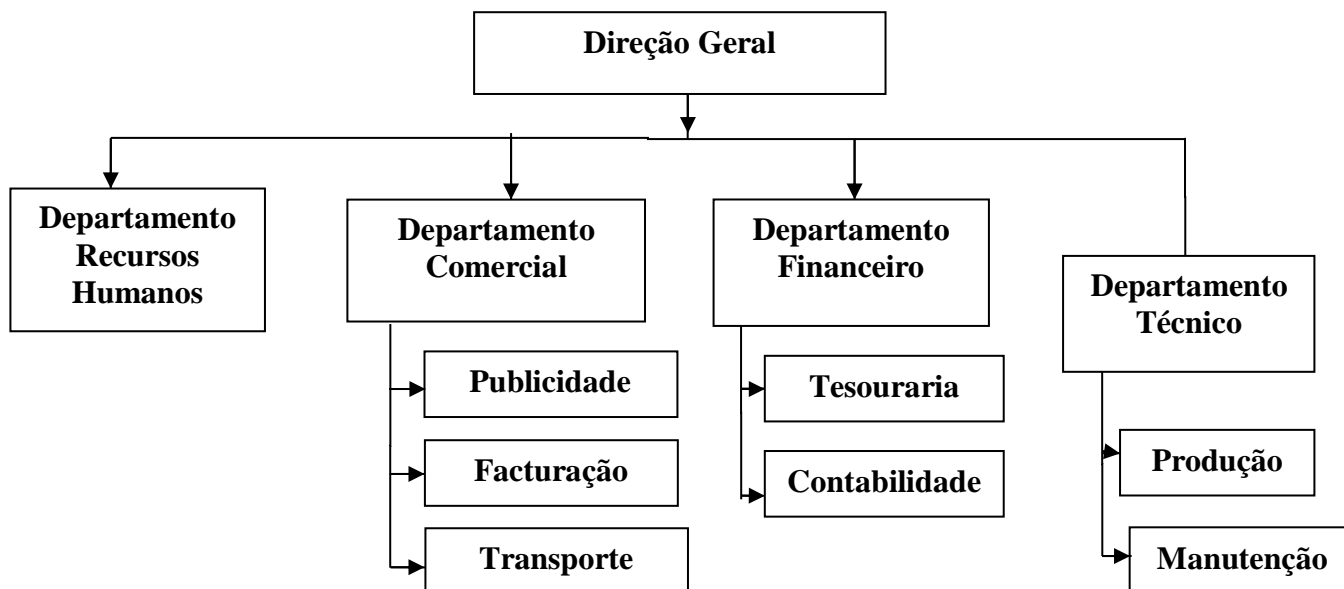 Direção Geral
Departamento
Recursos
Humanos
Departamento
Comercial
Departamento
Financeiro
Departamento
Técnico
Publicidade
Facturação
Transporte
Tesouraria
Contabilidade
Produção
Manutenção